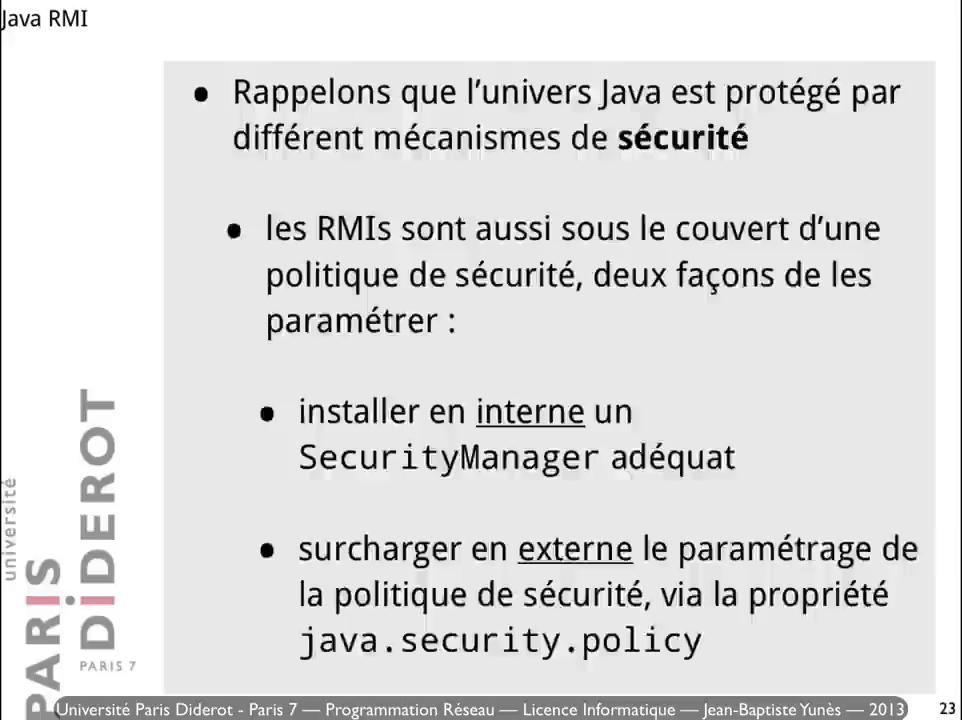 Java RMI
• Rappelons que l'univers Java est protégé par
différent mécanismes de sécurité
• les RMIs sont aussi sous le couvert d'une
politique de sécurité, deux façons de les
paramétrer :
• installer en interne un
SecurityManager adéquat
• surcharger en externe le paramétrage de
la politique de sécurité, via la propriété
java.security.policy
université
PARIS
DIDEROT
PARIS 7
Université Paris Diderot - Paris 7 — Programmation Réseau — Licence Informatique — Jean-Baptiste Yunès — 2013
23